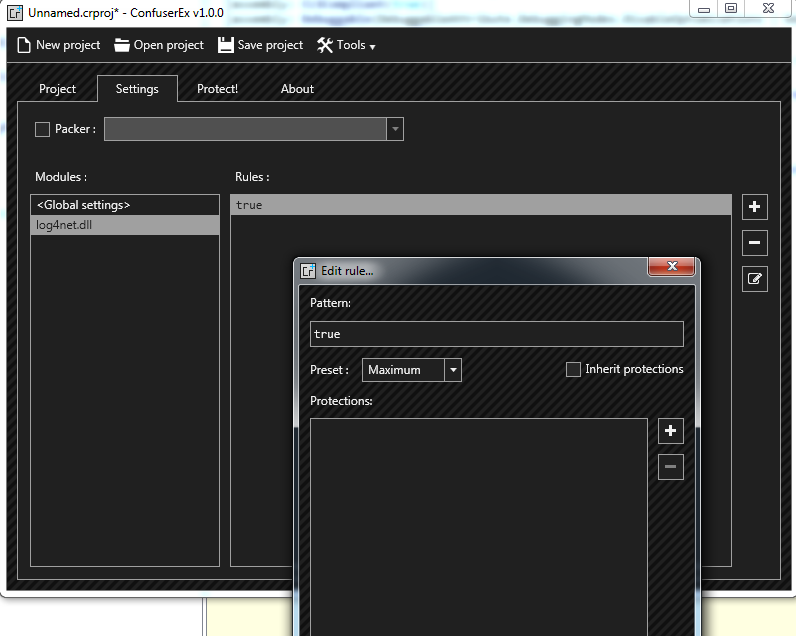 Unnamed.crproj* - ConfuserEx v1.0.0
New project Open project Save project Tools
Project Settings Protect! About
Packer :
Modules : Rules :
<Global settings> true
log4net.dll
Edit rule...
Pattern:
true
Preset : Maximum Inherit protections
Protections: